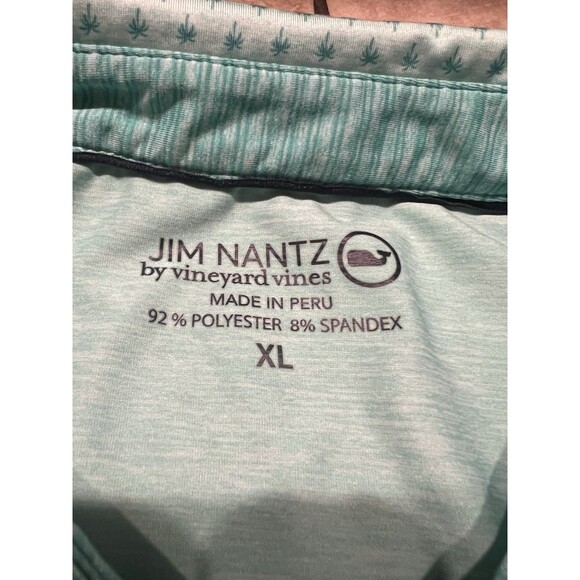 JIM NANTZ
by vineyard vines
MADE IN PERU
92 % POLYESTER 8% SPANDEX
XL